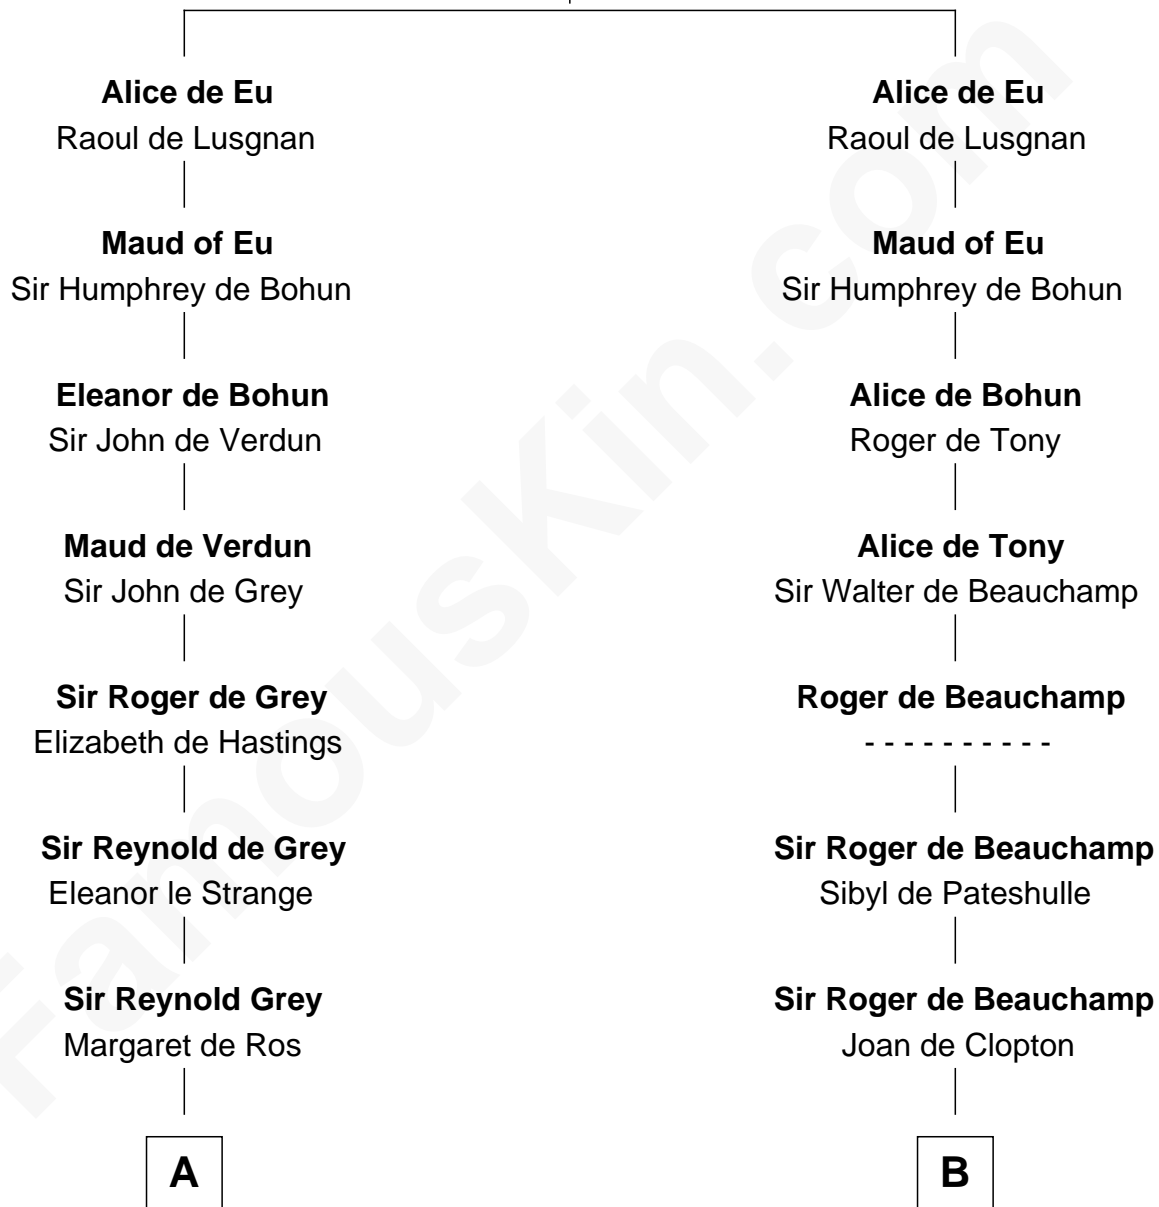 Alice de Eu
Raoul de Lusgnan
Maud of Eu
Sir Humphrey de Bohun
Eleanor de Bohun
Sir John de Verdun
Maud de Verdun
Sir John de Grey
Sir Roger de Grey
Elizabeth de Hastings
Sir Reynold de Grey
Eleanor le Strange
Sir Reynold Grey
Margaret de Ros
A
Alice de Eu
Raoul de Lusgnan
Maud of Eu
Sir Humphrey de Bohun
Alice de Bohun
Roger de Tony
Alice de Tony
Sir Walter de Beauchamp
Roger de Beauchamp
- - - - - - - - - -
Sir Roger de Beauchamp
Sibyl de Pateshulle
Sir Roger de Beauchamp
Joan de Clopton
B
FamousKin.com